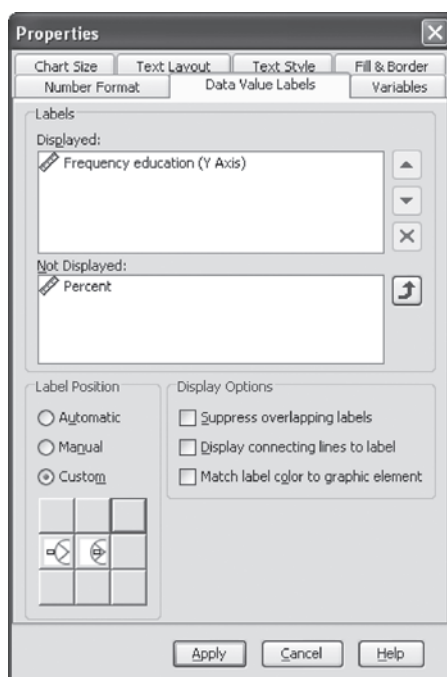 Properties
Chart Size Text Layout Text Style Fill & Border
Number Format Data Value Labels Variables
Labels
Displayed:
Frequency education (Y Axis)
Not Displayed:
Percent
Label Position
Automatic
Manual
Custom
Display Options
Suppress overlapping labels
Display connecting lines to label
Match label color to graphic element
Apply Cancel Help